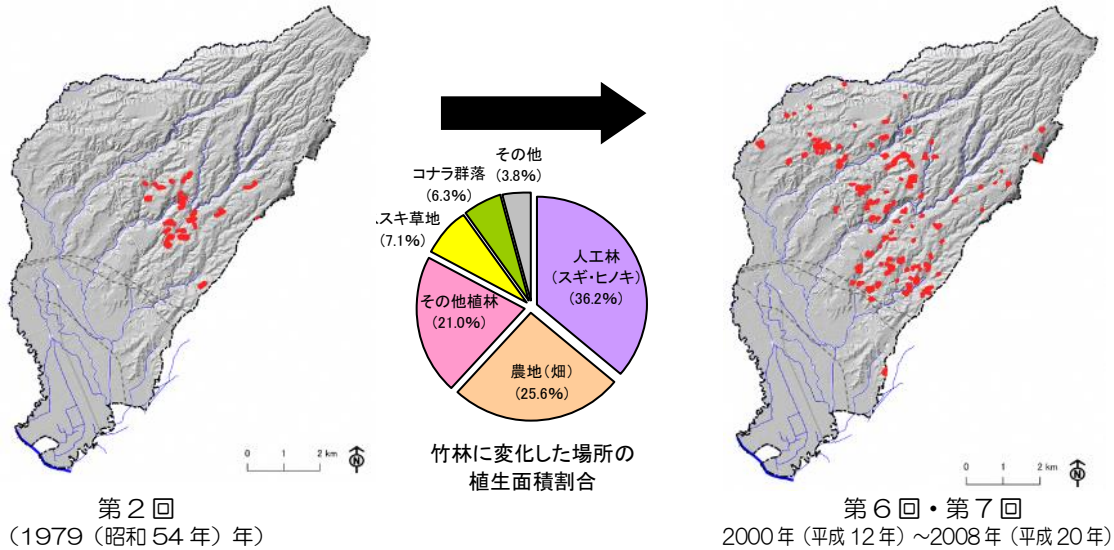 その他
(3.8%)
コナラ群落
(6.3%)
スキ草地
(7.1%)
人工林
(スギ・ヒノキ)
(36.2%)
その他植林
(21.0%)
農地(畑)
(25.6%)
竹林に変化した場所の
植生面積割合
0 1 2 km
N
第2回
(1979(昭和54年)年)
0 1 2 km
N
第6回・第7回
2000年(平成12年)~2008年(平成20年)